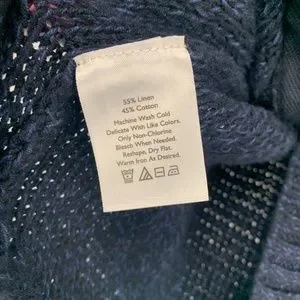 55% Linen
45% Cotton
Machine Wash Cold
Delicate With Like Colors.
Only Non-Chlorine
Bleach When Needed.
Reshape, Dry Flat.
Warm Iron As Desired.